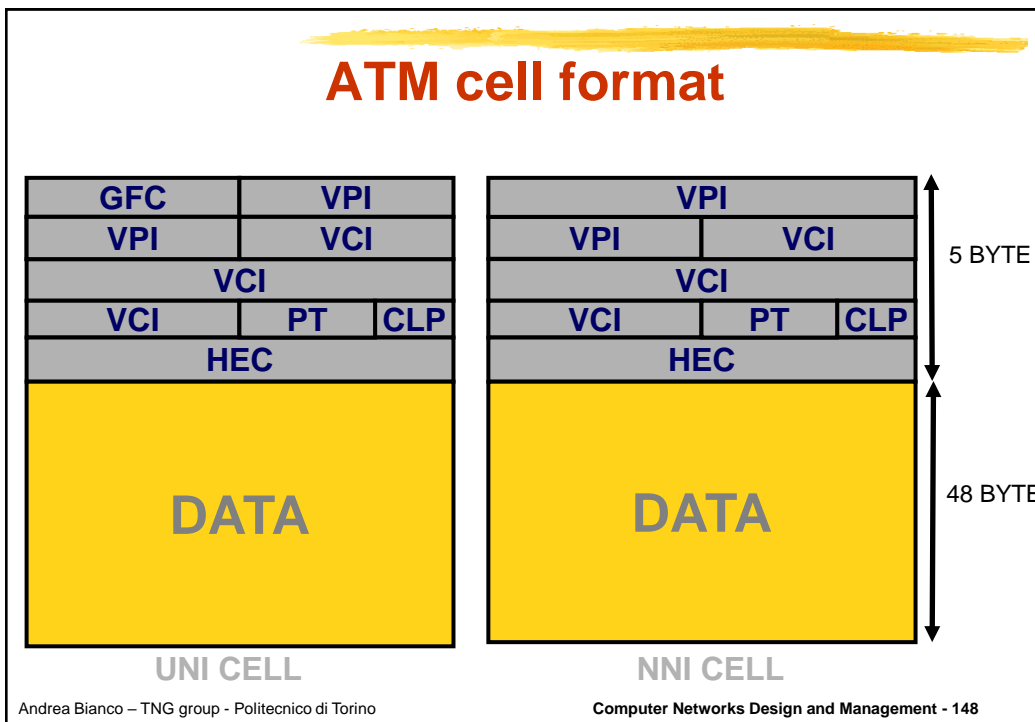 ATM cell format
GFC VPI
VPI VCI
VCI
VCI PT CLP
HEC
DATA
UNI CELL
VPI
VPI VCI
VCI
VCI PT CLP
HEC
DATA
NNI CELL
5 BYTE
48 BYTE
Andrea Bianco – TNG group - Politecnico di Torino
Computer Networks Design and Management - 148